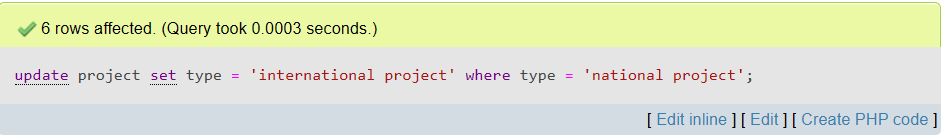 6 rows affected. (Query took 0.0003 seconds.)
update project set type = 'international project' where type = 'national project';
[ Edit inline ] [ Edit ] [ Create PHP code ]